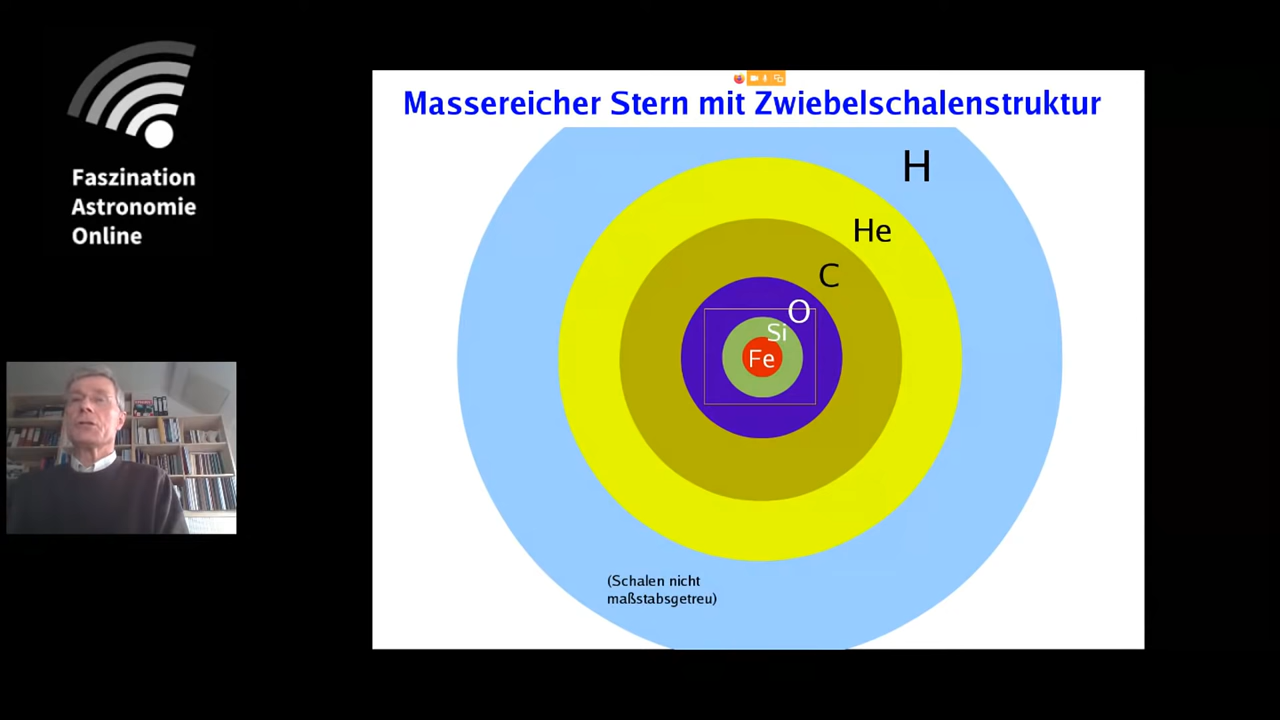 Faszination
Astronomie
Online
Massereicher Stern mit Zwiebelschalenstruktur
H
He
C
O
Si
Fe
(Schalen nicht
maßstabsgetreu)